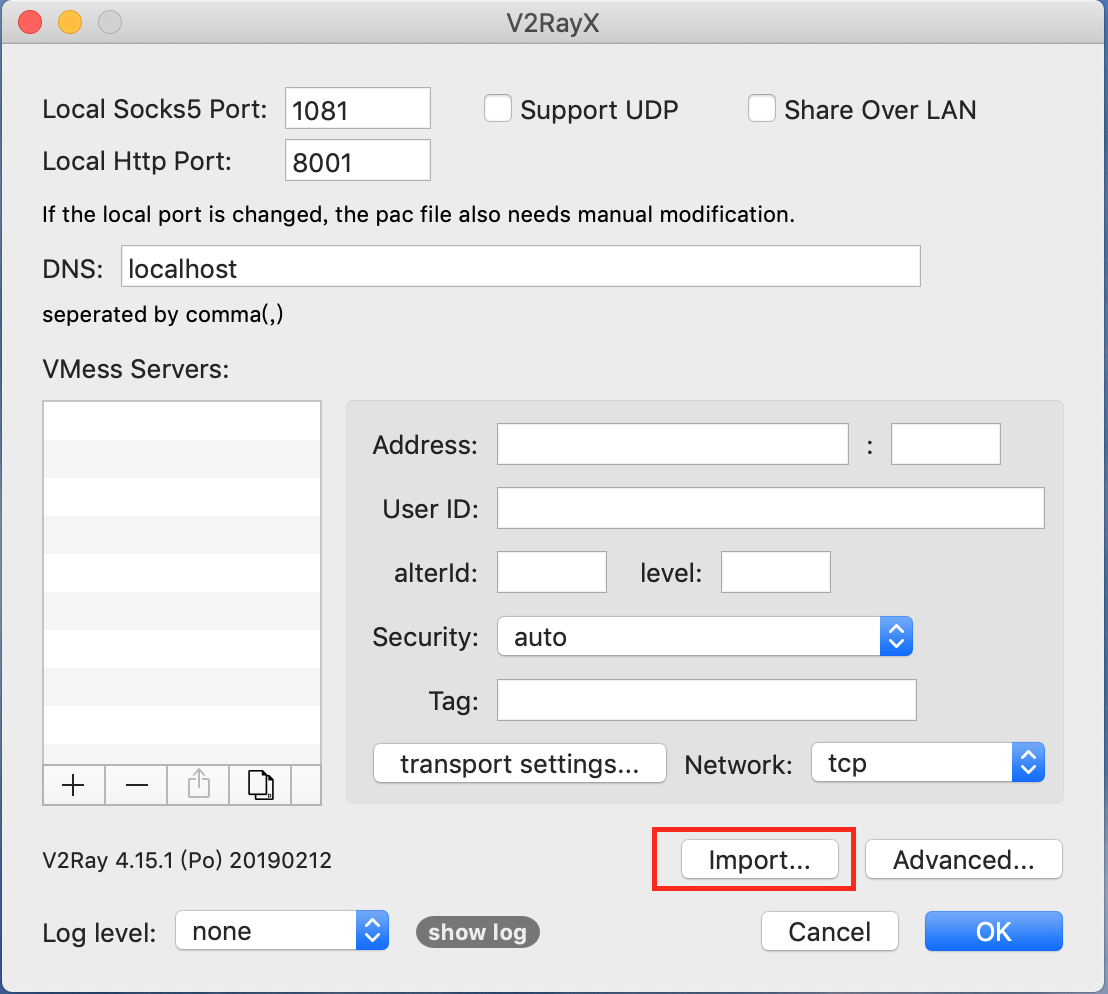 V2RayX
Local Socks5 Port: 1081 Support UDP Share Over LAN
Local Http Port: 8001
If the local port is changed, the pac file also needs manual modification.
DNS: localhost
seperated by comma(,)
VMess Servers:
Address: :
User ID:
alterId: level:
Security: auto
Tag:
transport settings... Network: tcp
V2Ray 4.15.1 (Po) 20190212 Import... Advanced...
Log level: none show log Cancel OK